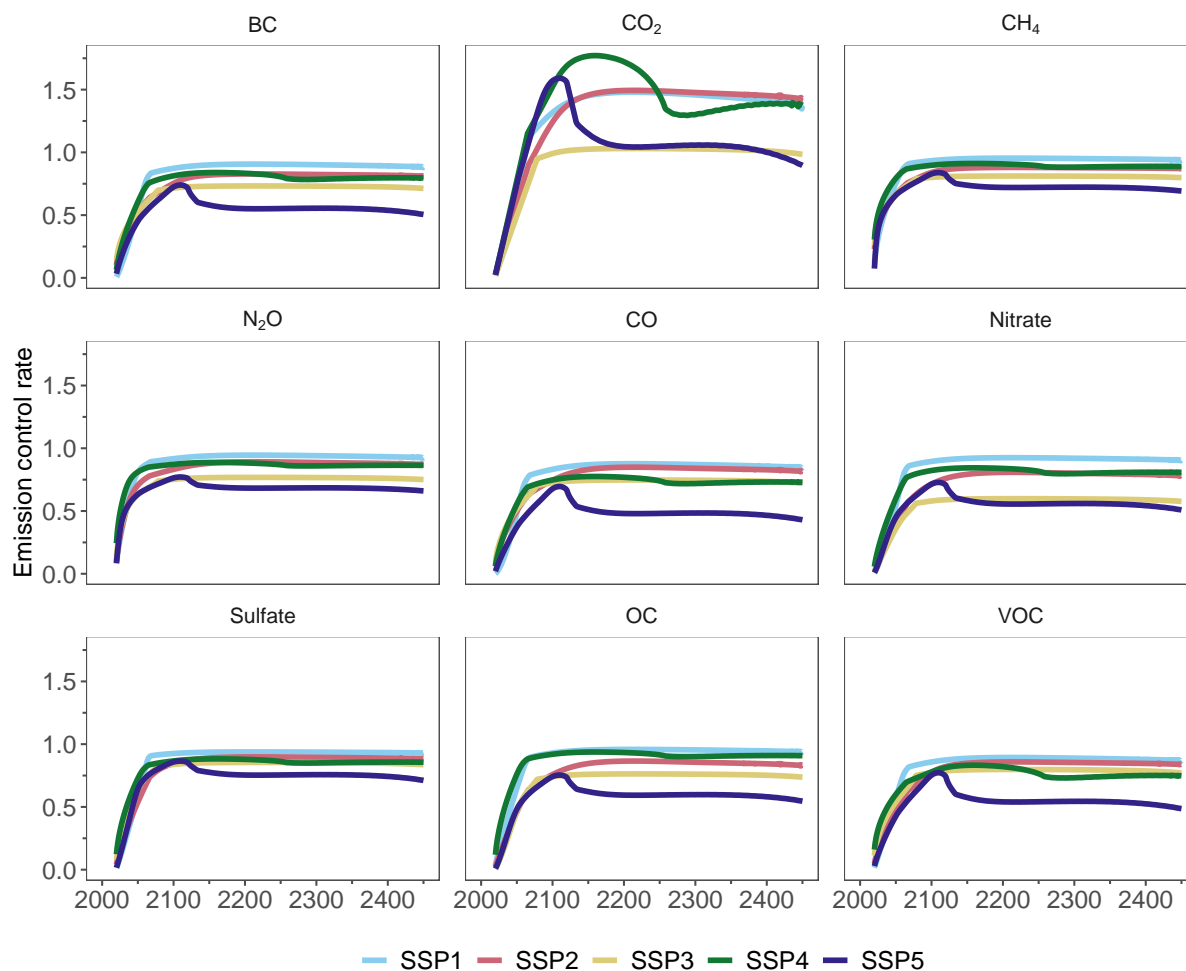 BC CO₂ CH₄
1.5
1.0
0.5
0.0
N₂O CO Nitrate
Emission control rate
1.5
1.0
0.5
0.0
Sulfate OC VOC
1.5
1.0
0.5
0.0
2000 2100 2200 2300 2400 2000 2100 2200 2300 2400 2000 2100 2200 2300 2400
SSP1 SSP2 SSP3 SSP4 SSP5